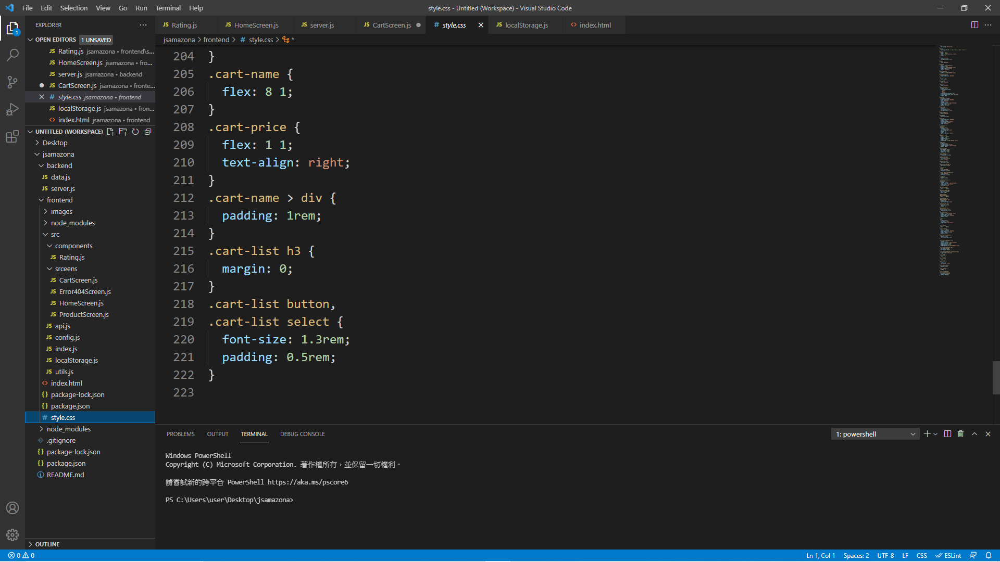 File Edit Selection View Go Run Terminal Help
style.css - Untitled (Workspace) - Visual Studio Code
EXPLORER
1
OPEN EDITORS 1 UNSAVED
JS Rating.js jsamazona • frontend\s...
JS HomeScreen.js jsamazona • fro...
JS server.js jsamazona • backend
JS CartScreen.js jsamazona • fronte...
# style.css jsamazona • frontend
JS localStorage.js jsamazona • fron...
<> index.html jsamazona • frontend
UNTITLED (WORKSPACE)
Desktop
jsamazona
backend
JS data.js
JS server.js
frontend
images
node_modules
src
components
JS Rating.js
srceens
JS CartScreen.js
JS Error404Screen.js
JS HomeScreen.js
JS ProductScreen.js
JS api.js
JS config.js
JS index.js
JS localStorage.js
JS utils.js
<> index.html
{} package-lock.json
{} package.json
# style.css
node_modules
.gitignore
{} package-lock.json
{} package.json
README.md
OUTLINE
JS Rating.js JS HomeScreen.js JS server.js JS CartScreen.js # style.css JS localStorage.js <> index.html
jsamazona > frontend > # style.css > *
204 }
205 .cart-name {
206 flex: 8 1;
207 }
208 .cart-price {
209 flex: 1 1;
210 text-align: right;
211 }
212 .cart-name > div {
213 padding: 1rem;
214 }
215 .cart-list h3 {
216 margin: 0;
217 }
218 .cart-list button,
219 .cart-list select {
220 font-size: 1.3rem;
221 padding: 0.5rem;
222 }
223
PROBLEMS OUTPUT TERMINAL DEBUG CONSOLE
1: powershell
Windows PowerShell
Copyright (C) Microsoft Corporation. 著作權所有，並保留一切權利。
請嘗試新的跨平台 PowerShell https://aka.ms/pscore6
PS C:\Users\user\Desktop\jsamazona>
0 0
Ln 1, Col 1 Spaces: 2 UTF-8 LF CSS ESLint